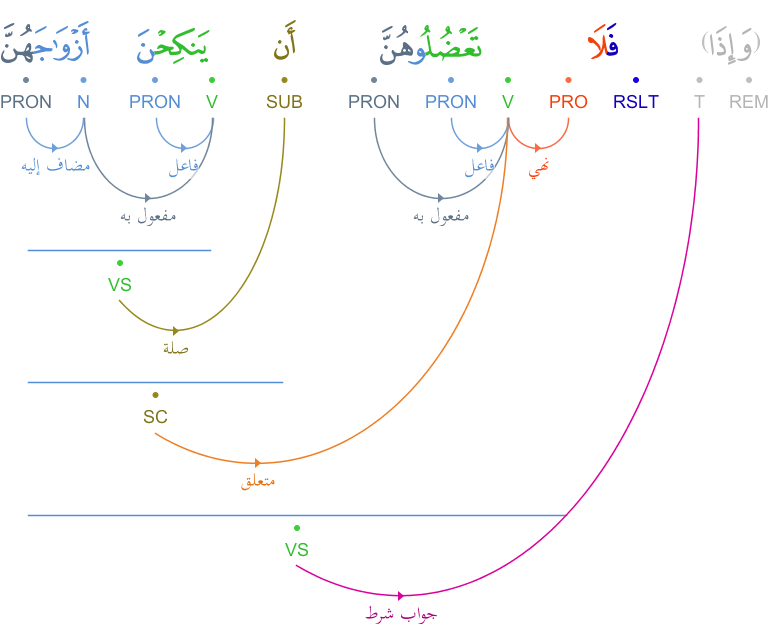 (وَإِذَا) فَلَا تَعْضُلُوهُنَّ أَن يَنكِحْنَ أَزْوَٰجَهُنَّ
PRON N PRON V SUB PRON PRON V PRO RSLT T REM
نهي فاعل فاعل مضاف إليه
مفعول به مفعول به
VS
صلة
SC
متعلق
VS
جواب شرط